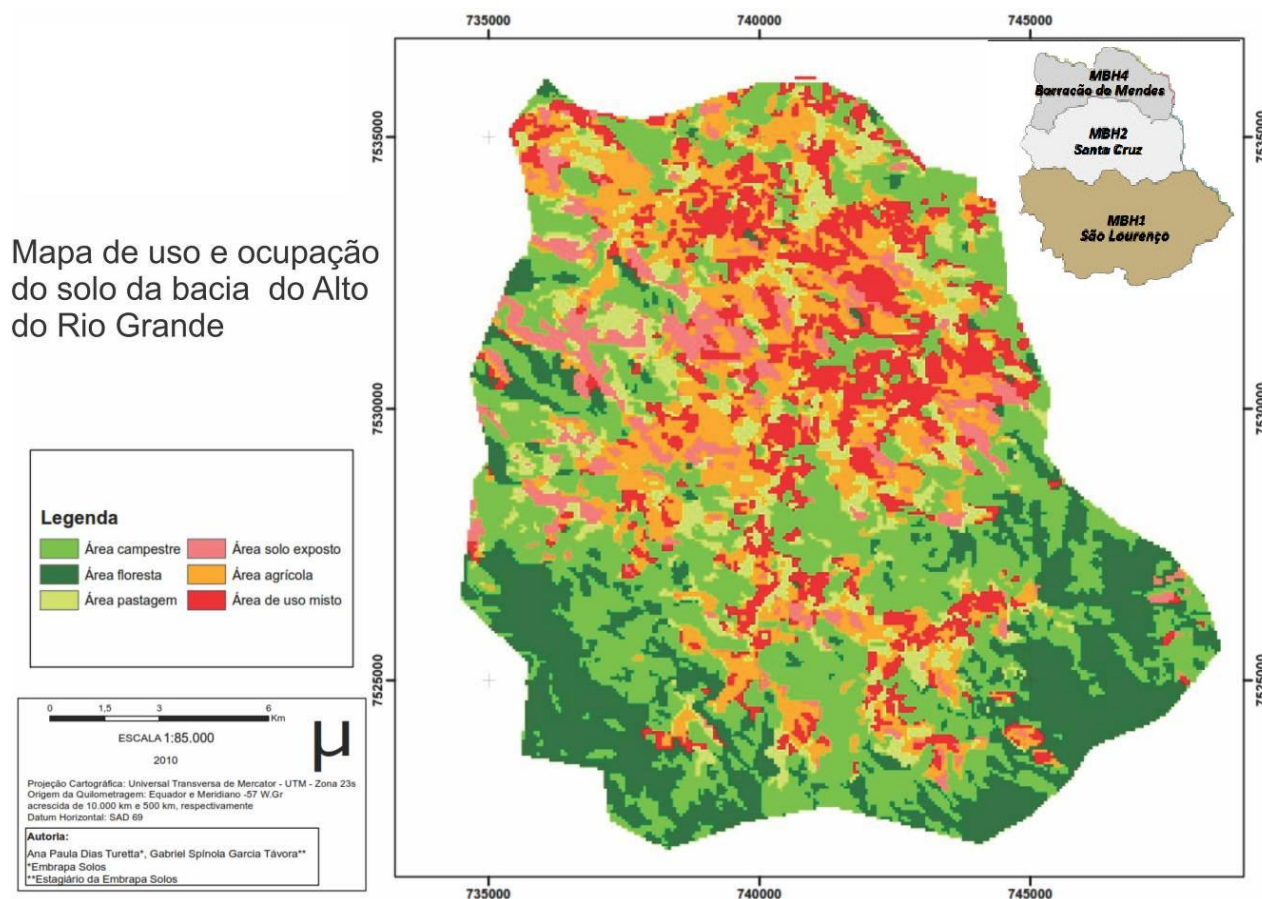 735000
740000
745000
7535000
7535000
MBH4
Barracão do Mendes
MBH2
Santa Cruz
MBH1
São Lourenço
Mapa de uso e ocupação
do solo da bacia do Alto
do Rio Grande
7530000
7530000
Legenda
Área campestre
Área solo exposto
Área floresta
Área agrícola
Área pastagem
Área de uso misto
7525000
7525000
0 1,5 3 6
Km
ESCALA 1:85.000
µ
2010
Projeção Cartográfica: Universal Transversa de Mercator - UTM - Zona 23s
Origem da Quilometragem: Equador e Meridiano -57 W.Gr
acrescida de 10.000 km e 500 km, respectivamente
Datum Horizontal: SAD 69
Autoria:
Ana Paula Dias Turetta*, Gabriel Spínola Garcia Távora**
*Embrapa Solos
**Estagiário da Embrapa Solos
735000
740000
745000